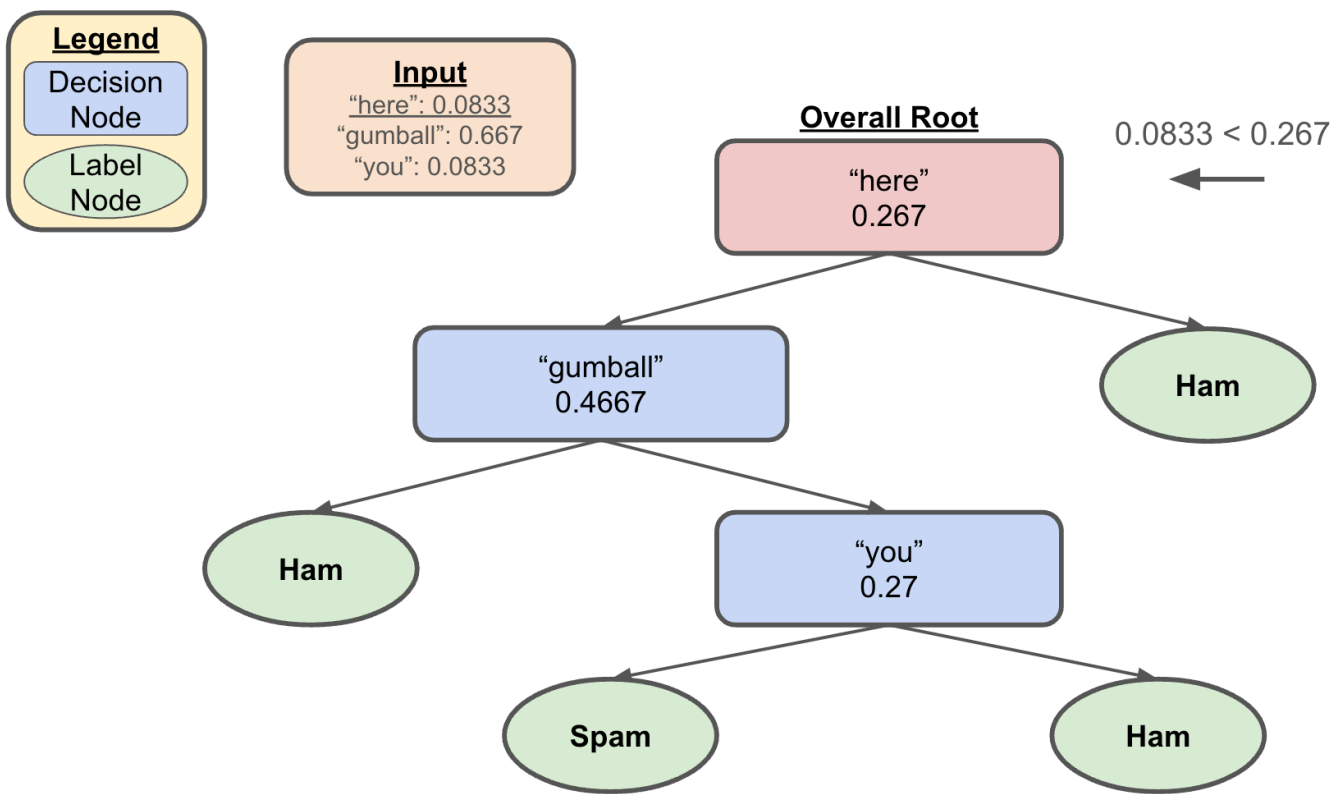 Legend
Decision
Node
Label
Node
Input
“here”: 0.0833
“gumball”: 0.667
“you”: 0.0833
Overall Root
0.0833 < 0.267
“here”
0.267
“gumball”
0.4667
Ham
Ham
“you”
0.27
Spam
Ham